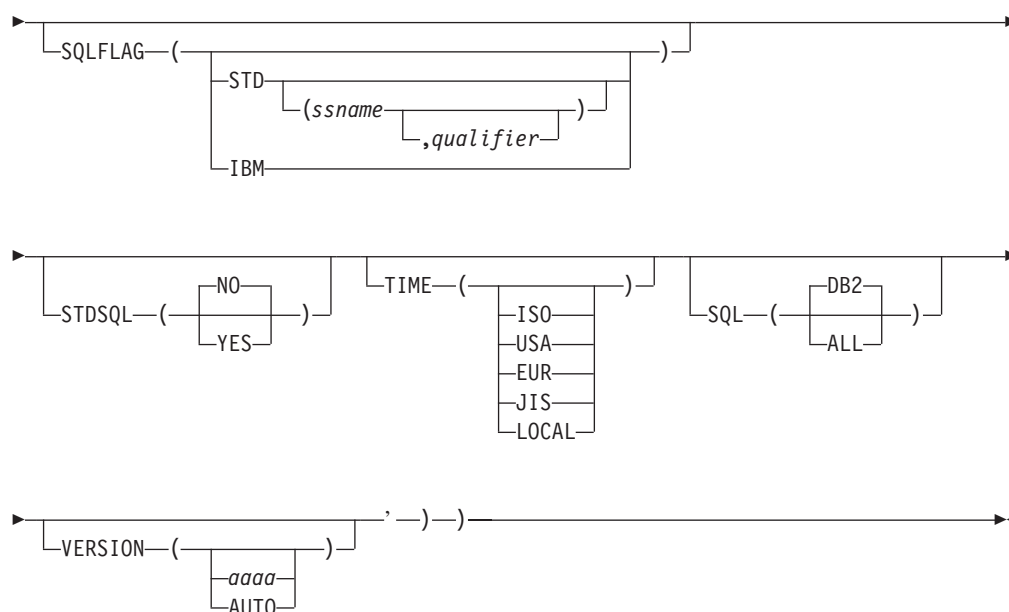 SQLFLAG ( )
STD
(ssname )
,qualifier
IBM
NO DB2
STDSQL ( ) TIME ( ) SQL ( )
YES ISO ALL
USA
EUR
JIS
LOCAL
VERSION ( ) ' ) )
aaaa
AUTO